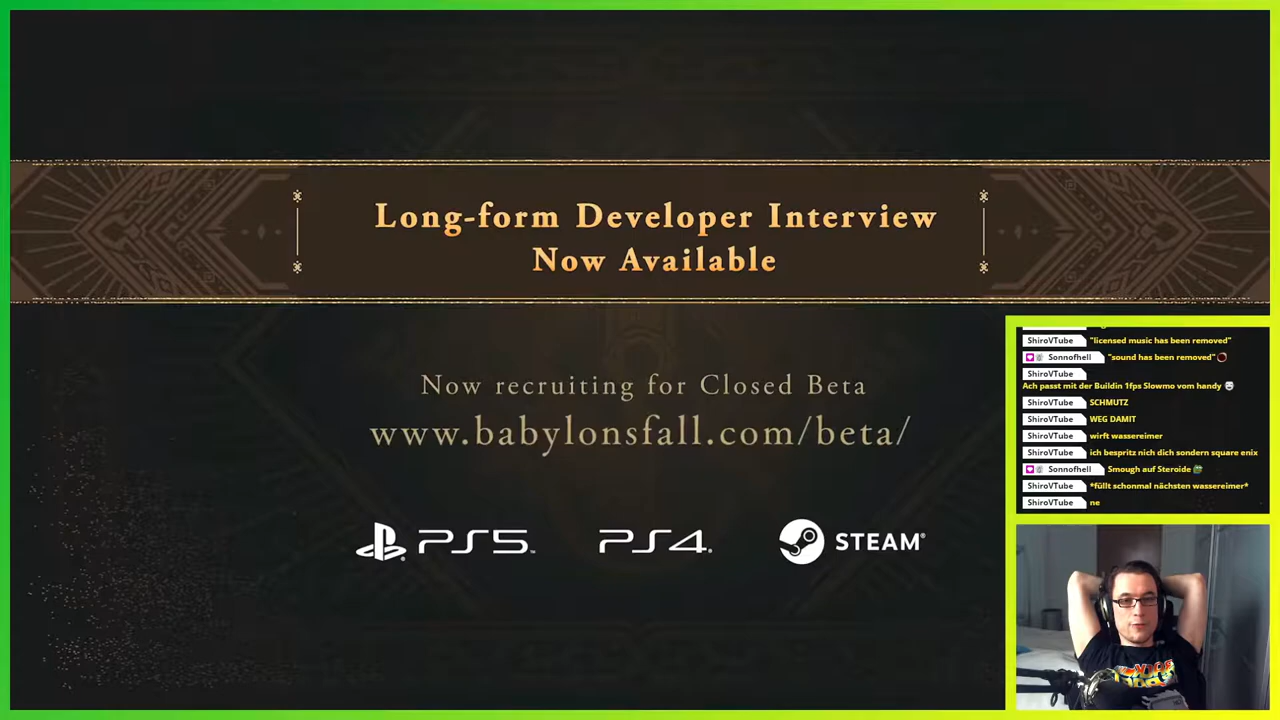 Long-form Developer Interview
Now Available
Now recruiting for Closed Beta
www.babylonsfall.com/beta/
PS5
PS4
STEAM
ShiroVTube "licensed music has been removed"
Sonnofhell "sound has been removed"
ShiroVTube
Ach passt mit der Buildin 1fps Slowmo vom handy
ShiroVTube SCHMUTZ
ShiroVTube WEG DAMIT
ShiroVTube wirft wassereimer
ShiroVTube ich bespritz nich dich sondern square enix
Sonnofhell Smough auf Steroide
ShiroVTube *füllt schonmal nächsten wassereimer*
ShiroVTube ne